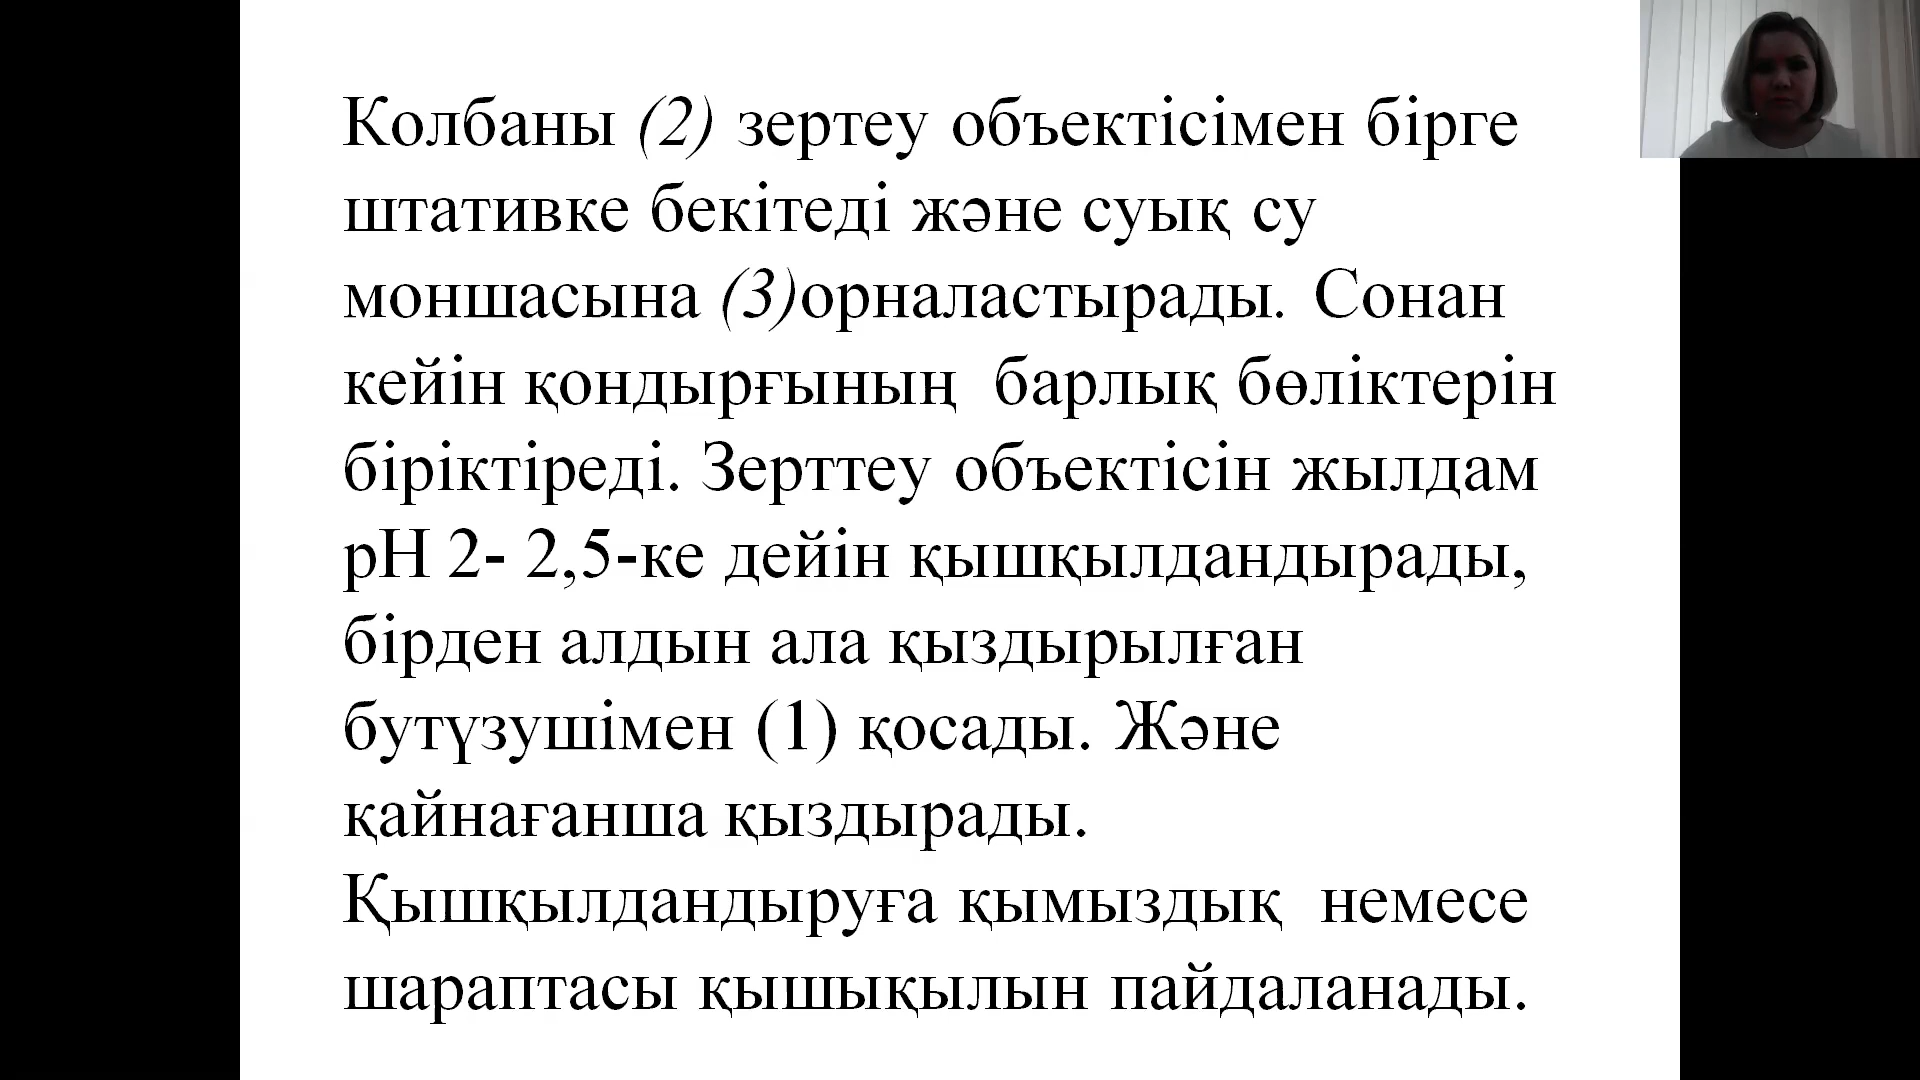 Колбаны (2) зертеу объектісімен бірге
штативке бекітеді және суық су
моншасына (3)орналастырады. Сонан
кейін қондырғының барлық бөліктерін
біріктіреді. Зерттеу объектісін жылдам
рН 2- 2,5-ке дейін қышқылдандырады,
бірден алдын ала қыздырылған
бутүзушімен (1) қосады. Және
қайнағанша қыздырады.
Қышқылдандыруға қымыздық немесе
шараптасы қышықылын пайдаланады.